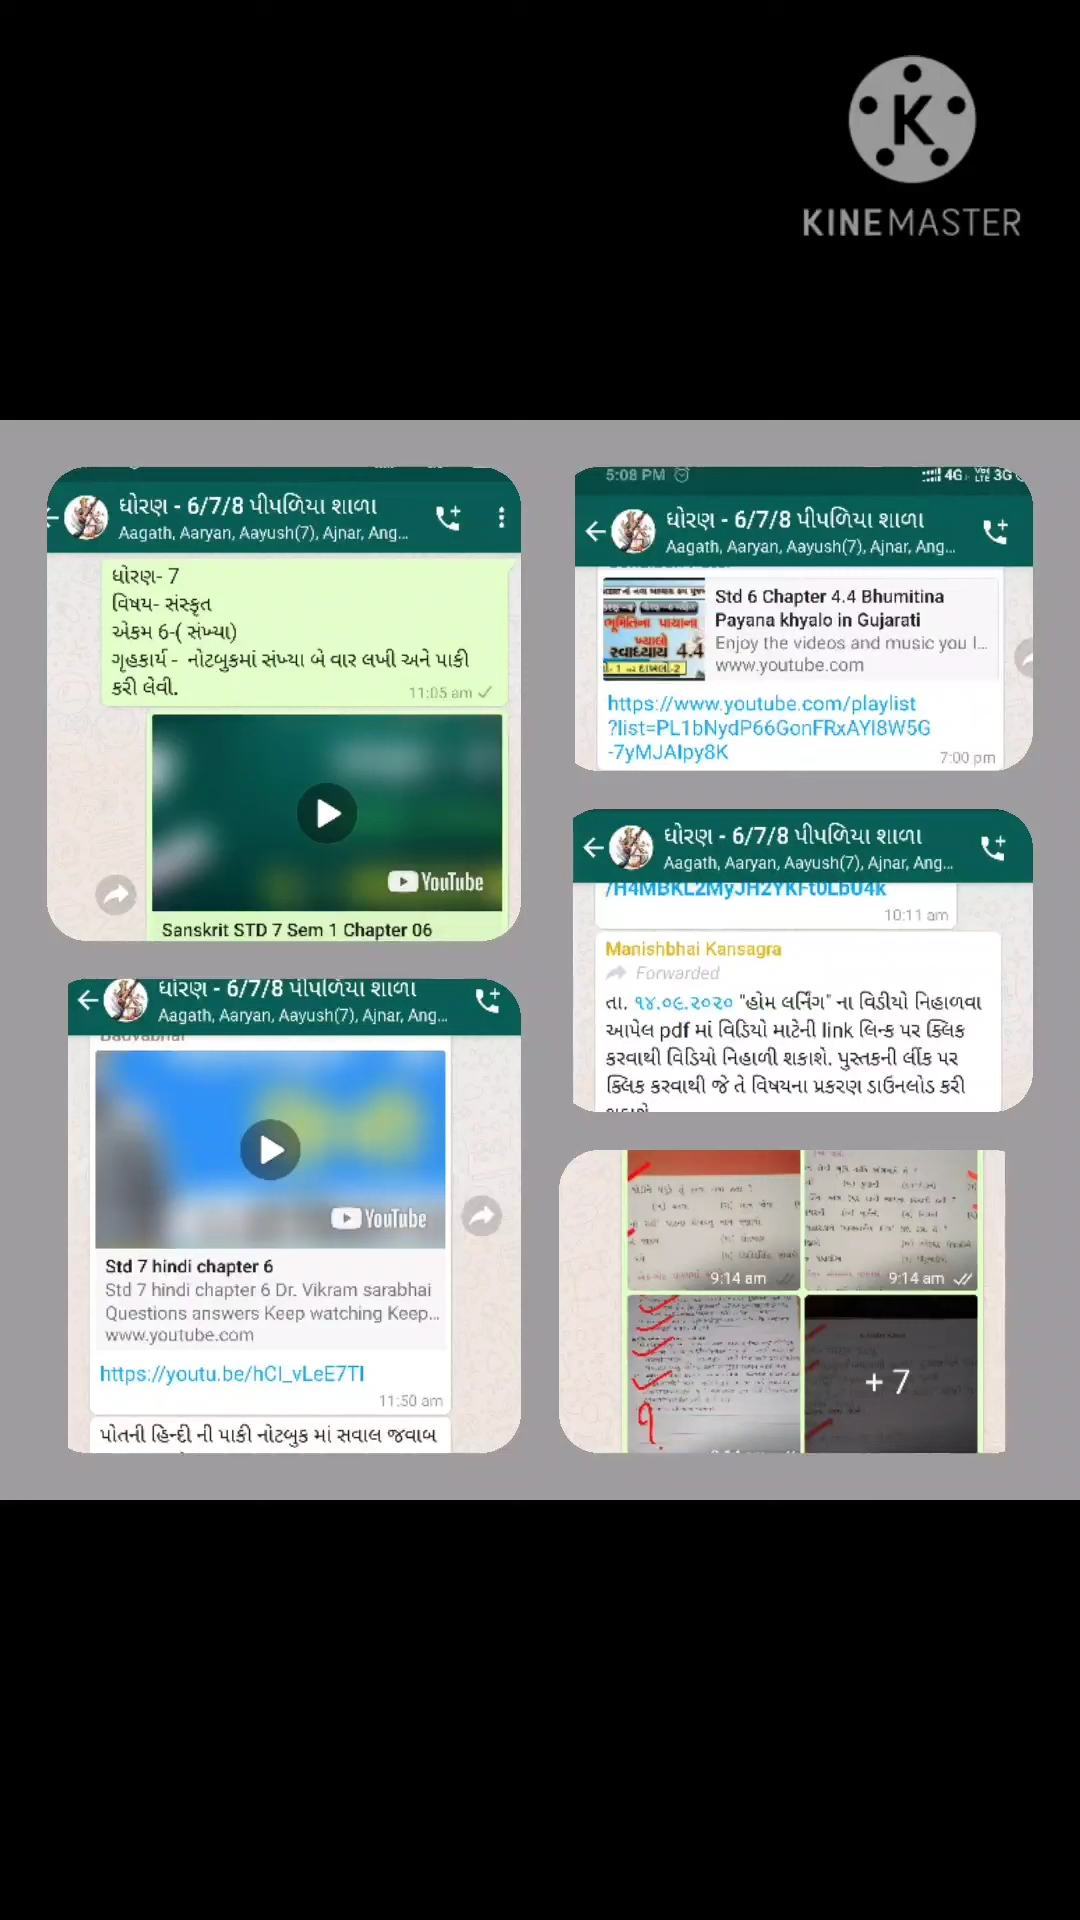 KINEMASTER
ધોરણ - 6/7/8 પીપળિયા શાળા
Aagath, Aaryan, Aayush(7), Ajnar, Ang...
ધોરણ- 7
વિષય- સંસ્કૃત
એકમ 6-( સંખ્યા)
ગૃહકાર્ય - નોટબુકમાં સંખ્યા બે વાર લખી અને પાકી
કરી લેવી.
11:05 am
YouTube
Sanskrit STD 7 Sem 1 Chapter 06
5:08 PM
4G
3G
ધોરણ - 6/7/8 પીપળિયા શાળા
Aagath, Aaryan, Aayush(7), Ajnar, Ang...
ભૂમિતિના પાયાના
ખ્યાલો
સ્વાધ્યાય 4.4
Std 6 Chapter 4.4 Bhumitina
Payana khyalo in Gujarati
Enjoy the videos and music you l...
www.youtube.com
https://www.youtube.com/playlist
?list=PL1bNydP66GonFRxAYI8W5G
-7yMJAIpy8K
7:00 pm
ધોરણ - 6/7/8 પીપળિયા શાળા
Aagath, Aaryan, Aayush(7), Ajnar, Ang...
/H4MBKL2MyJH2YKFt0LbU4k
10:11 am
Manishbhai Kansagra
Forwarded
તા. ૧૪.૦૯.૨૦૨૦ "હોમ લર્નિંગ" ના વિડીયો નિહાળવા
આપેલ pdf માં વિડિયો માટેની link લિન્ક પર ક્લિક
કરવાથી વિડિયો નિહાળી શકાશે. પુસ્તકની લીંક પર
ક્લિક કરવાથી જે તે વિષયના પ્રકરણ ડાઉનલોડ કરી
ધોરણ - 6/7/8 પીપળિયા શાળા
Aagath, Aaryan, Aayush(7), Ajnar, Ang...
YouTube
Std 7 hindi chapter 6
Std 7 hindi chapter 6 Dr. Vikram sarabhai
Questions answers Keep watching Keep...
www.youtube.com
https://youtu.be/hCl_vLeE7TI
11:50 am
પોતની હિન્દી ની પાકી નોટબુક માં સવાલ જવાબ
9:14 am
9:14 am
+ 7